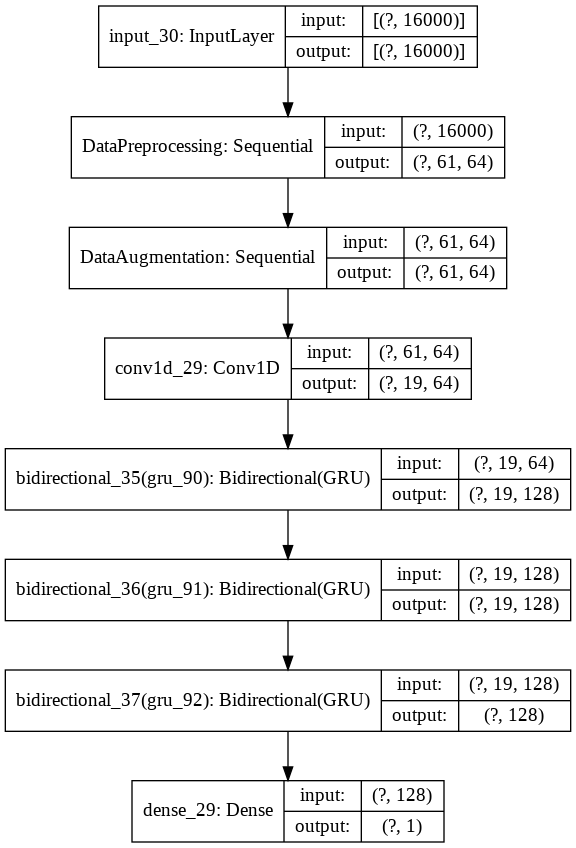 input_30: InputLayer
input: [(?, 16000)]
output: [(?, 16000)]
DataPreprocessing: Sequential
input: (?, 16000)
output: (?, 61, 64)
DataAugmentation: Sequential
input: (?, 61, 64)
output: (?, 61, 64)
conv1d_29: Conv1D
input: (?, 61, 64)
output: (?, 19, 64)
bidirectional_35(gru_90): Bidirectional(GRU)
input: (?, 19, 64)
output: (?, 19, 128)
bidirectional_36(gru_91): Bidirectional(GRU)
input: (?, 19, 128)
output: (?, 19, 128)
bidirectional_37(gru_92): Bidirectional(GRU)
input: (?, 19, 128)
output: (?, 128)
dense_29: Dense
input: (?, 128)
output: (?, 1)